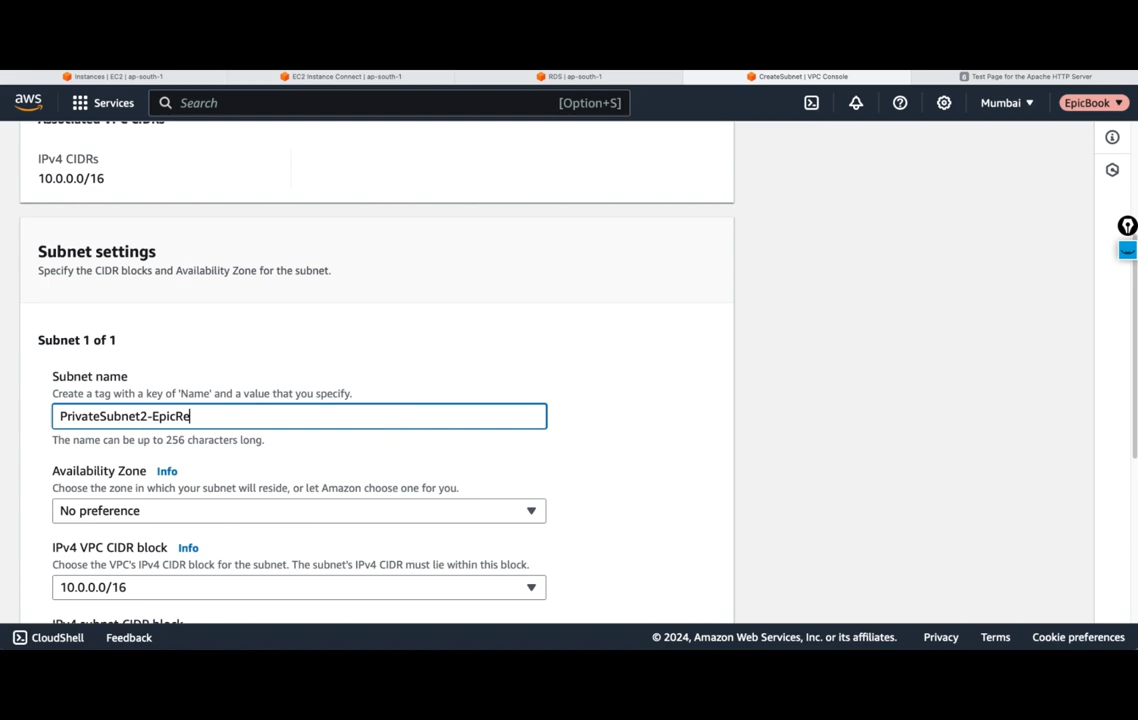 Instances | EC2 | ap-south-1
EC2 Instance Connect | ap-south-1
RDS | ap-south-1
CreateSubnet | VPC Console
Test Page for the Apache HTTP Server
aws
Services
Search
[Option+S]
Mumbai
EpicBook
Associated VPC CIDRs
IPv4 CIDRs
10.0.0.0/16
Subnet settings
Specify the CIDR blocks and Availability Zone for the subnet.
Subnet 1 of 1
Subnet name
Create a tag with a key of 'Name' and a value that you specify.
PrivateSubnet2-EpicRe
The name can be up to 256 characters long.
Availability Zone Info
Choose the zone in which your subnet will reside, or let Amazon choose one for you.
No preference
IPv4 VPC CIDR block Info
Choose the VPC's IPv4 CIDR block for the subnet. The subnet's IPv4 CIDR must lie within this block.
10.0.0.0/16
IPv4 subnet CIDR block
CloudShell
Feedback
© 2024, Amazon Web Services, Inc. or its affiliates.
Privacy
Terms
Cookie preferences